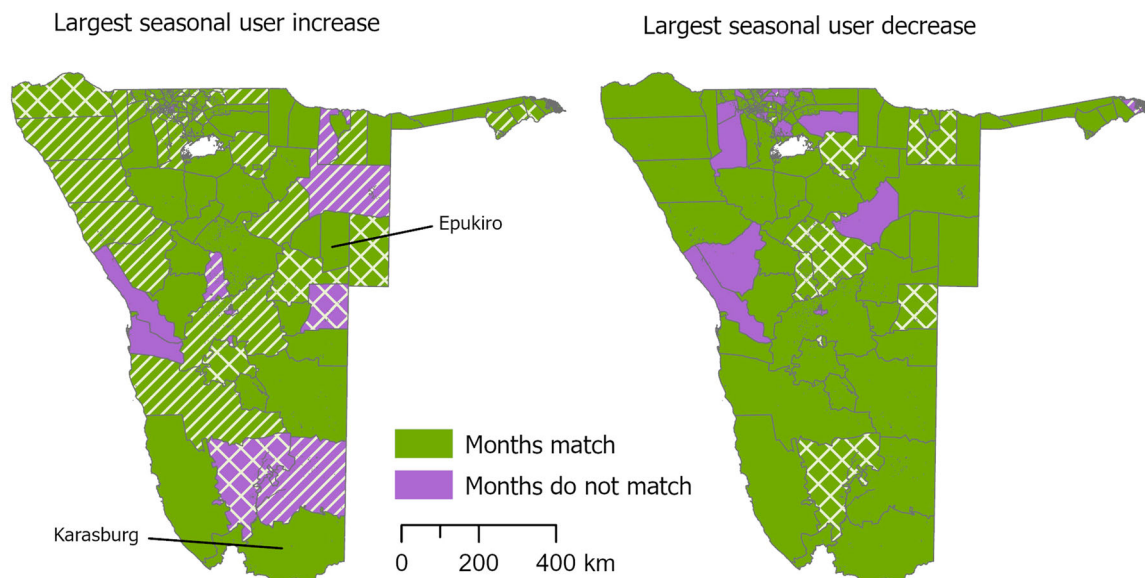 Largest seasonal user increase
Largest seasonal user decrease
Epukiro
Months match
Months do not match
Karasburg
0 200 400 km